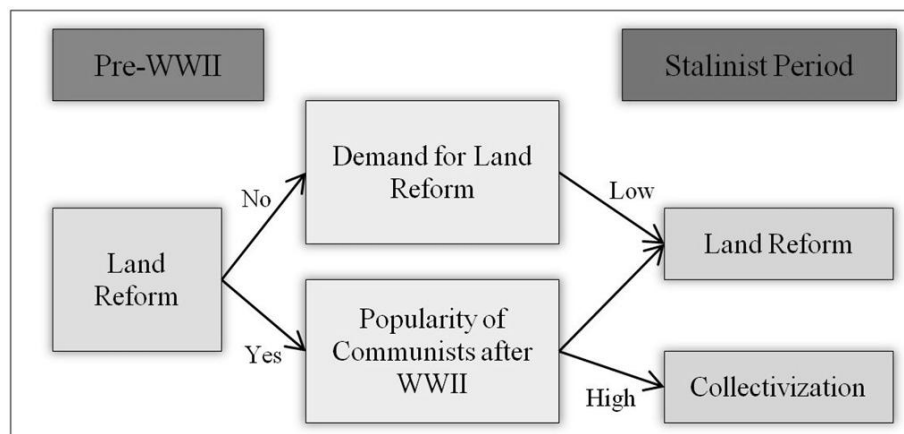 Pre-WWII
Stalinist Period
Demand for Land
Reform
No
Low
Land
Reform
Land Reform
Yes
Popularity of
Communists after
WWII
High
Collectivization